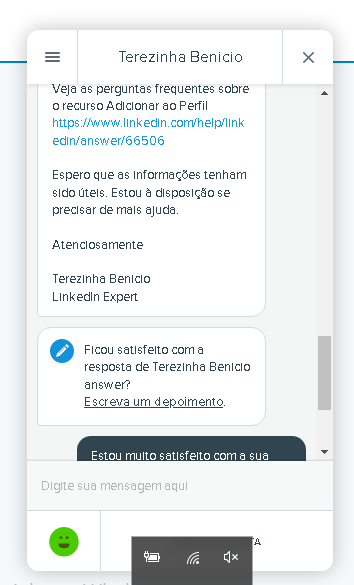 Terezinha Benicio
Veja as perguntas frequentes sobre
o recurso Adicionar ao Perfil
https://www.linkedin.com/help/link
edin/answer/66506
Espero que as informações tenham
sido úteis. Estou à disposição se
precisar de mais ajuda.
Atenciosamente
Terezinha Benicio
LinkedIn Expert
Ficou satisfeito com a
resposta de Terezinha Benicio
answer?
Escreva um depoimento.
Estou muito satisfeito com a sua
Digite sua mensagem aqui